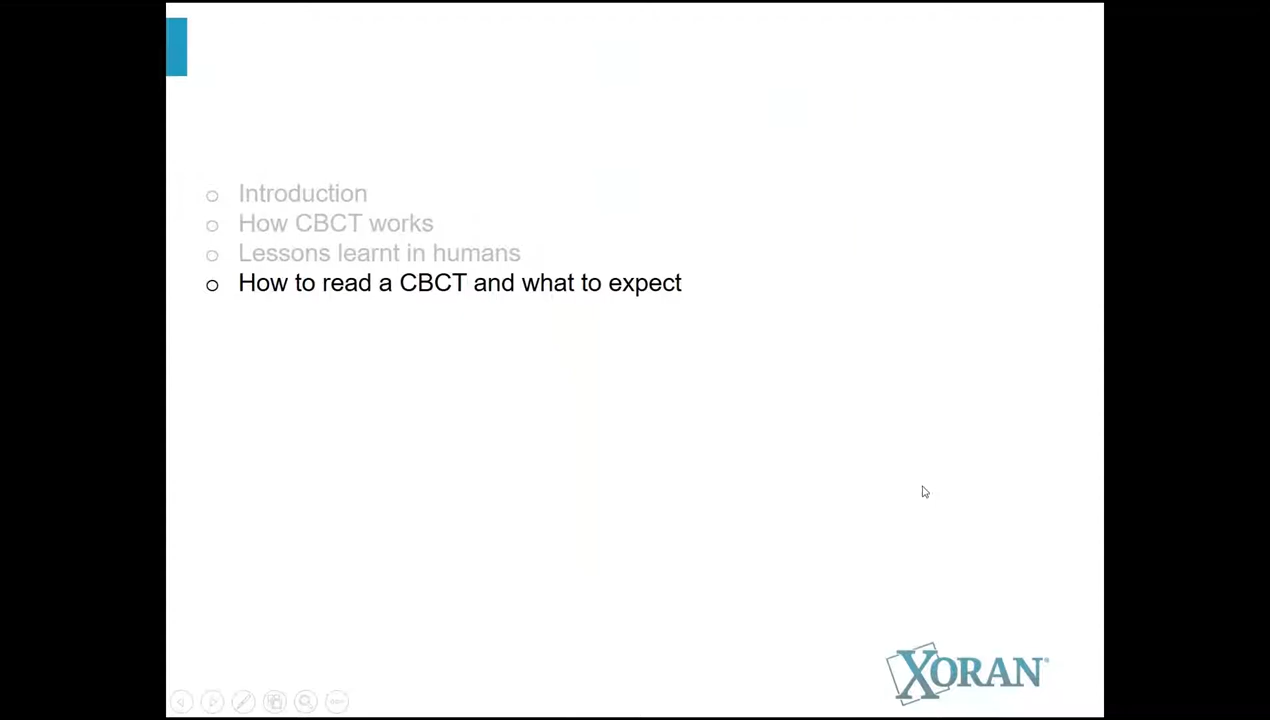 Introduction
How CBCT works
Lessons learnt in humans
How to read a CBCT and what to expect
XORAN